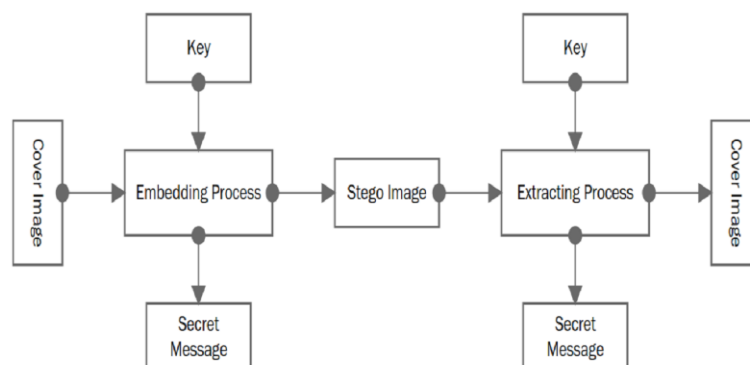 Key
Key
Cover Image
Embedding Process
Stego Image
Extracting Process
Cover Image
Secret
Message
Secret
Message